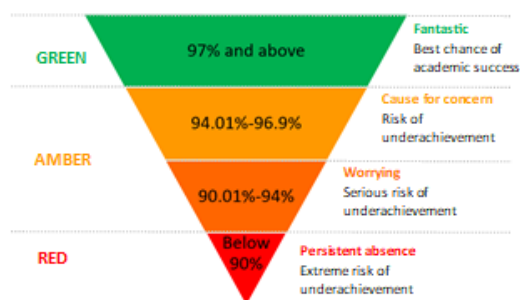 Fantastic
GREEN
97% and above
Best chance of
academic success
Cause for concern
94.01%-96.9%
Risk of
underachievement
AMBER
Worrying
90.01%-94%
Serious risk of
underachievement
Below
90%
RED
Persistent absence
Extreme risk of
underachievement